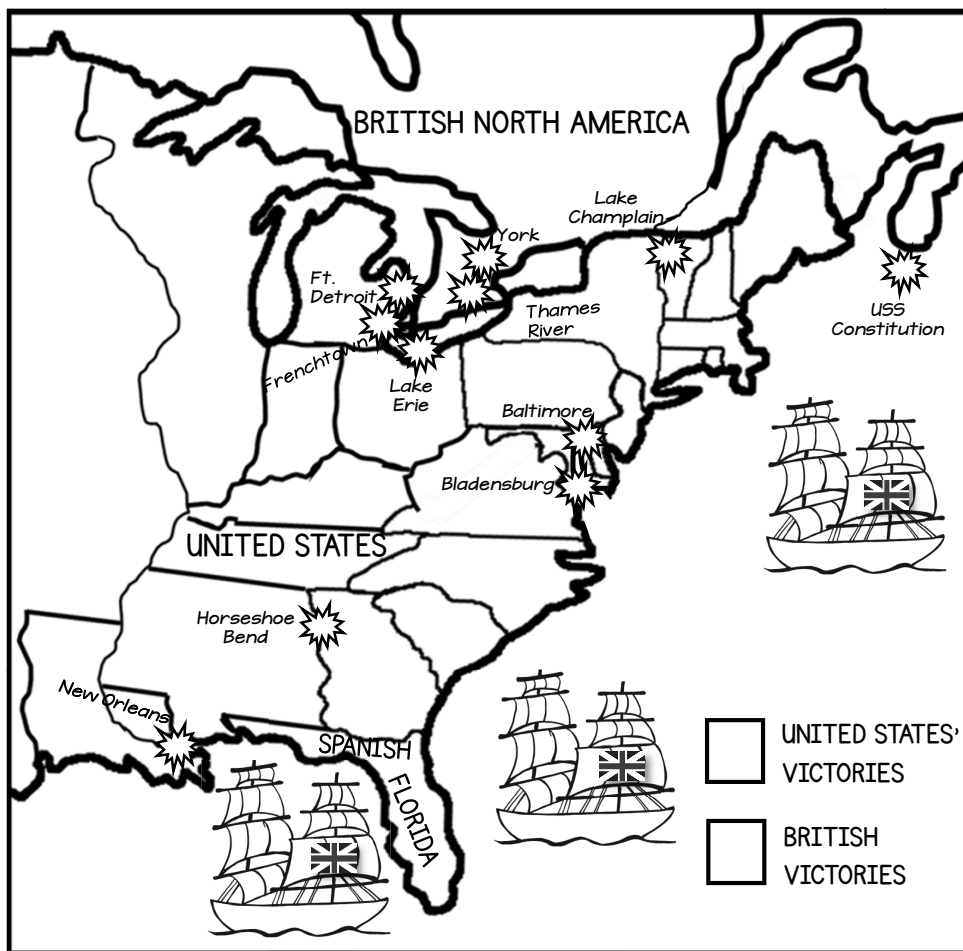 BRITISH NORTH AMERICA
Lake
Champlain
York
Ft.
Detroit
Thames
River
USS
Constitution
Frenchtown
Lake
Erie
Baltimore
Bladensburg
UNITED STATES
Horseshoe
Bend
New Orleans
SPANISH
FLORIDA
UNITED STATES'
VICTORIES
BRITISH
VICTORIES